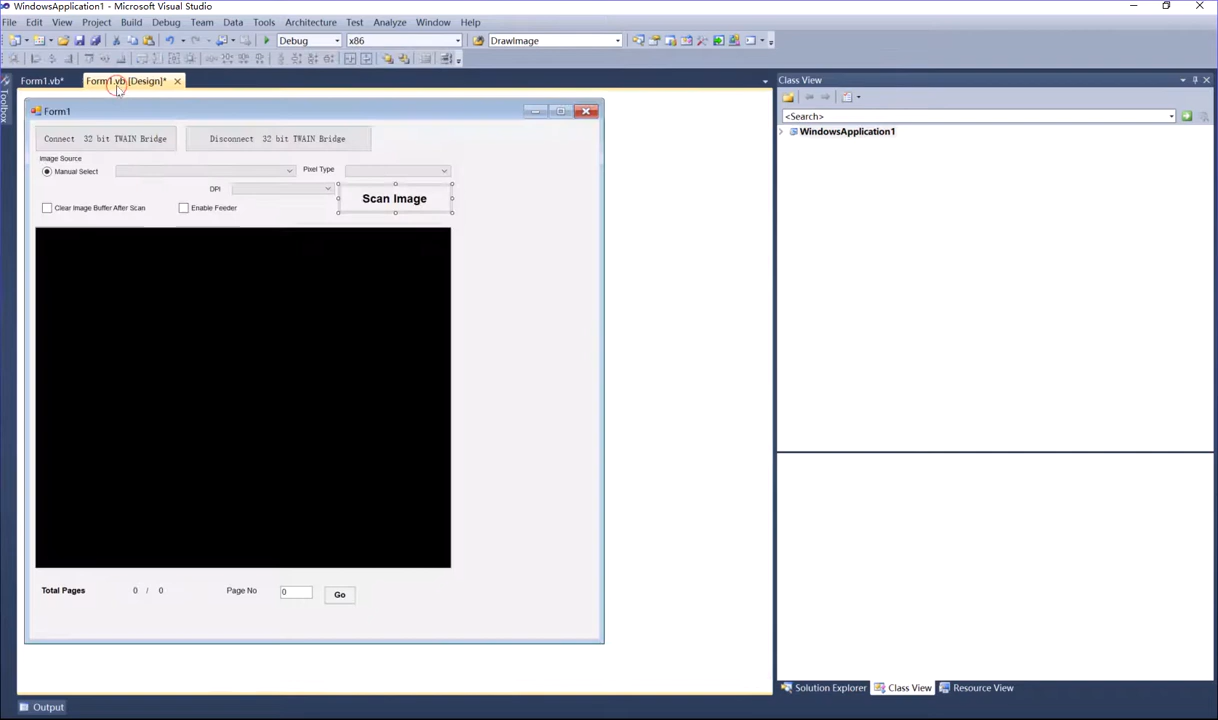 WindowsApplication1 - Microsoft Visual Studio
File Edit View Project Build Debug Team Data Tools Architecture Test Analyze Window Help
Debug x86 DrawImage
Form1.vb* Form1.vb [Design]*
Class View
Toolbox
<Search>
WindowsApplication1
Form1
Connect 32 bit TWAIN Bridge Disconnect 32 bit TWAIN Bridge
Image Source
Manual Select Pixel Type
DPI
Scan Image
Clear Image Buffer After Scan Enable Feeder
Total Pages 0 / 0 Page No 0 Go
Solution Explorer Class View Resource View
Output